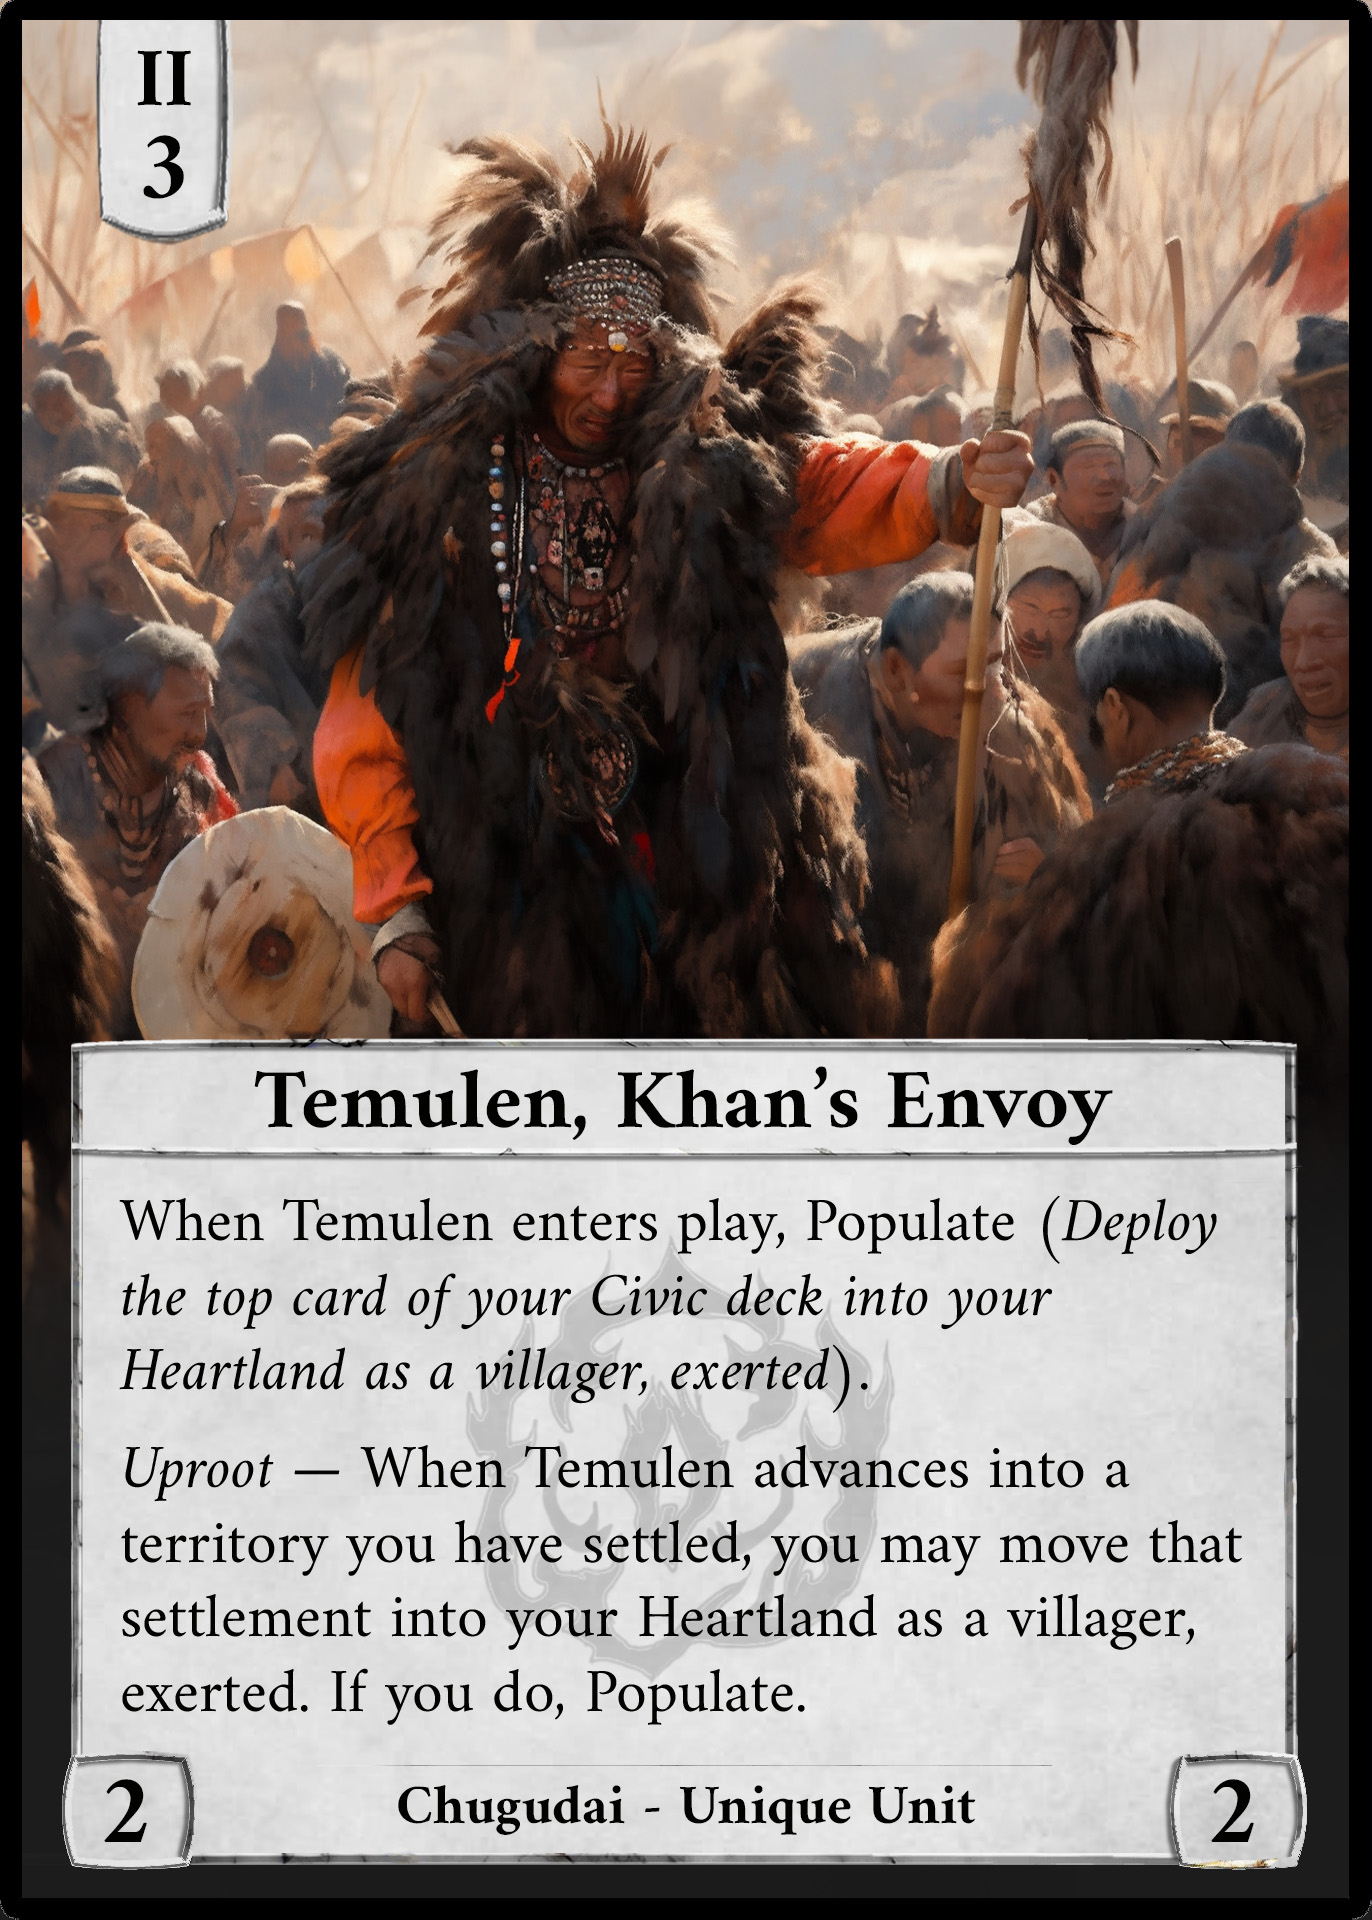 II
3
Temulen, Khan’s Envoy
When Temulen enters play, Populate (Deploy
the top card of your Civic deck into your
Heartland as a villager, exerted).
Uproot — When Temulen advances into a
territory you have settled, you may move that
settlement into your Heartland as a villager,
exerted. If you do, Populate.
2
Chugudai - Unique Unit
2